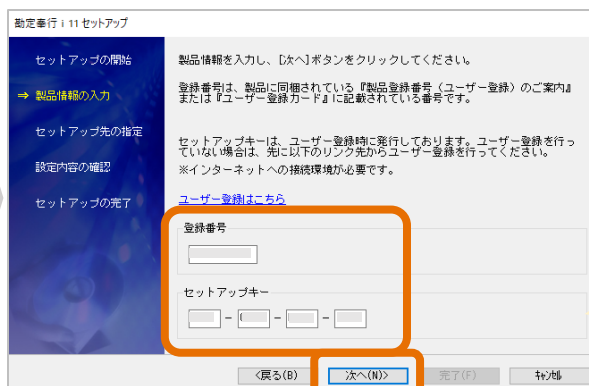 勘定奉行 i 11 セットアップ
セットアップの開始
⇒ 製品情報の入力
セットアップ先の指定
設定内容の確認
セットアップの完了
製品情報を入力し、[次へ]ボタンをクリックしてください。
登録番号は、製品に同梱されている『製品登録番号（ユーザー登録）のご案内』
または『ユーザー登録カード』に記載されている番号です。
セットアップキーは、ユーザー登録時に発行しております。ユーザー登録を行っ
ていない場合は、先に以下のリンク先からユーザー登録を行ってください。
※インターネットへの接続環境が必要です。
ユーザー登録はこちら
登録番号
セットアップキー
- - -
<戻る(B) 次へ(N)> 完了(F) キャンセル